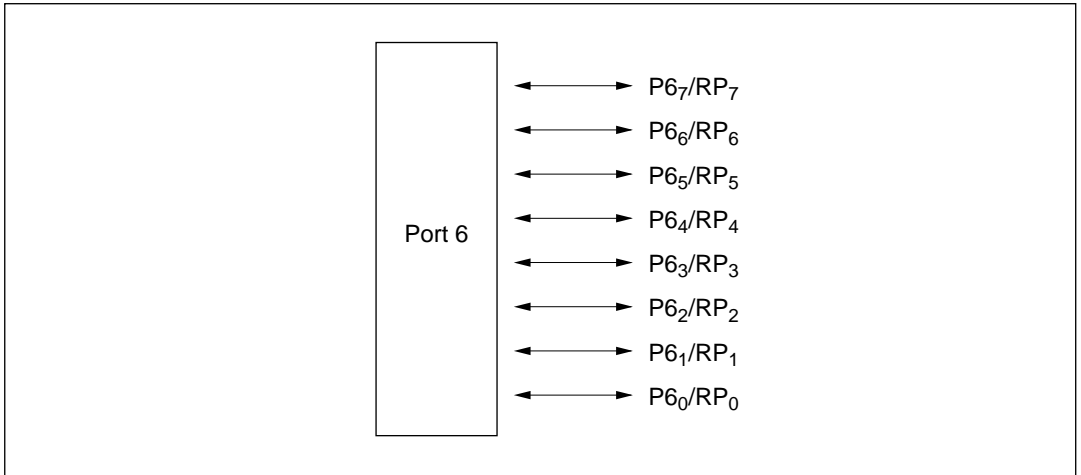 P6₇/RP₇
P6₆/RP₆
P6₅/RP₅
P6₄/RP₄
Port 6
P6₃/RP₃
P6₂/RP₂
P6₁/RP₁
P6₀/RP₀